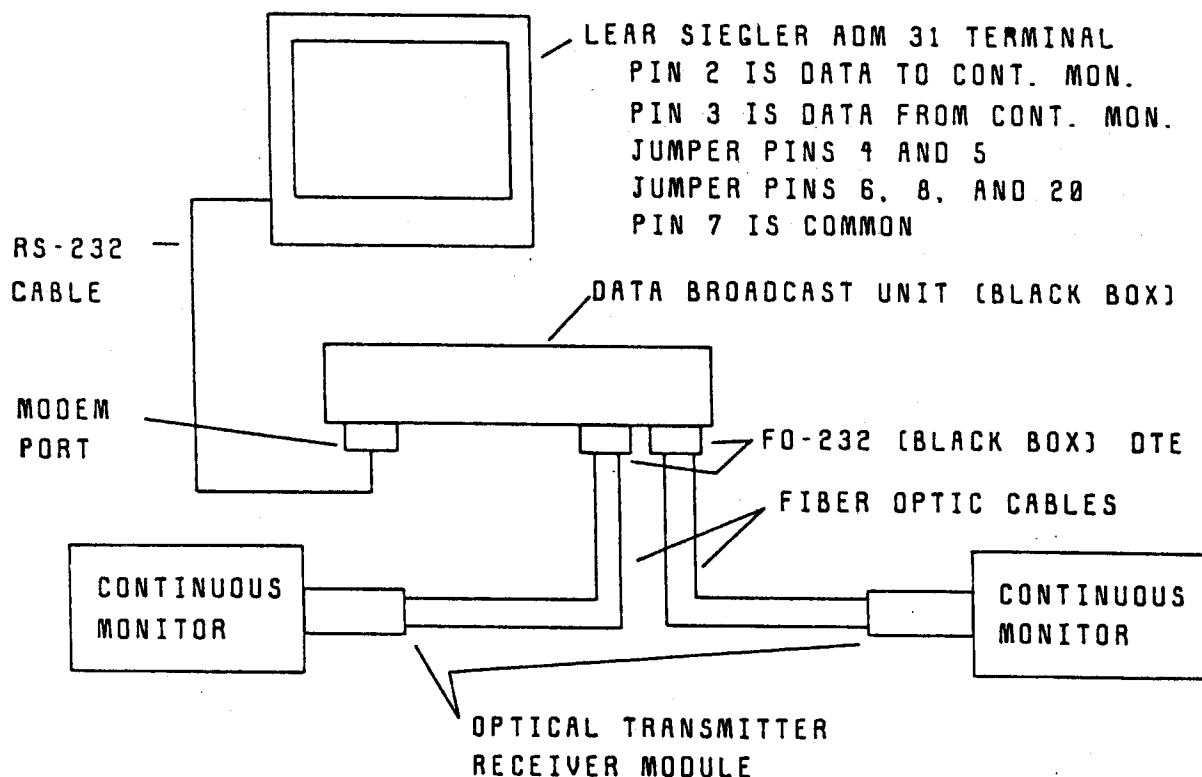 LEAR SIEGLER ADM 31 TERMINAL
PIN 2 IS DATA TO CONT. MON.
PIN 3 IS DATA FROM CONT. MON.
JUMPER PINS 4 AND 5
JUMPER PINS 6, 8, AND 20
PIN 7 IS COMMON
RS-232
CABLE
DATA BROADCAST UNIT (BLACK BOX)
MODEM
PORT
FO-232 (BLACK BOX) DTE
FIBER OPTIC CABLES
CONTINUOUS
MONITOR
CONTINUOUS
MONITOR
OPTICAL TRANSMITTER
RECEIVER MODULE